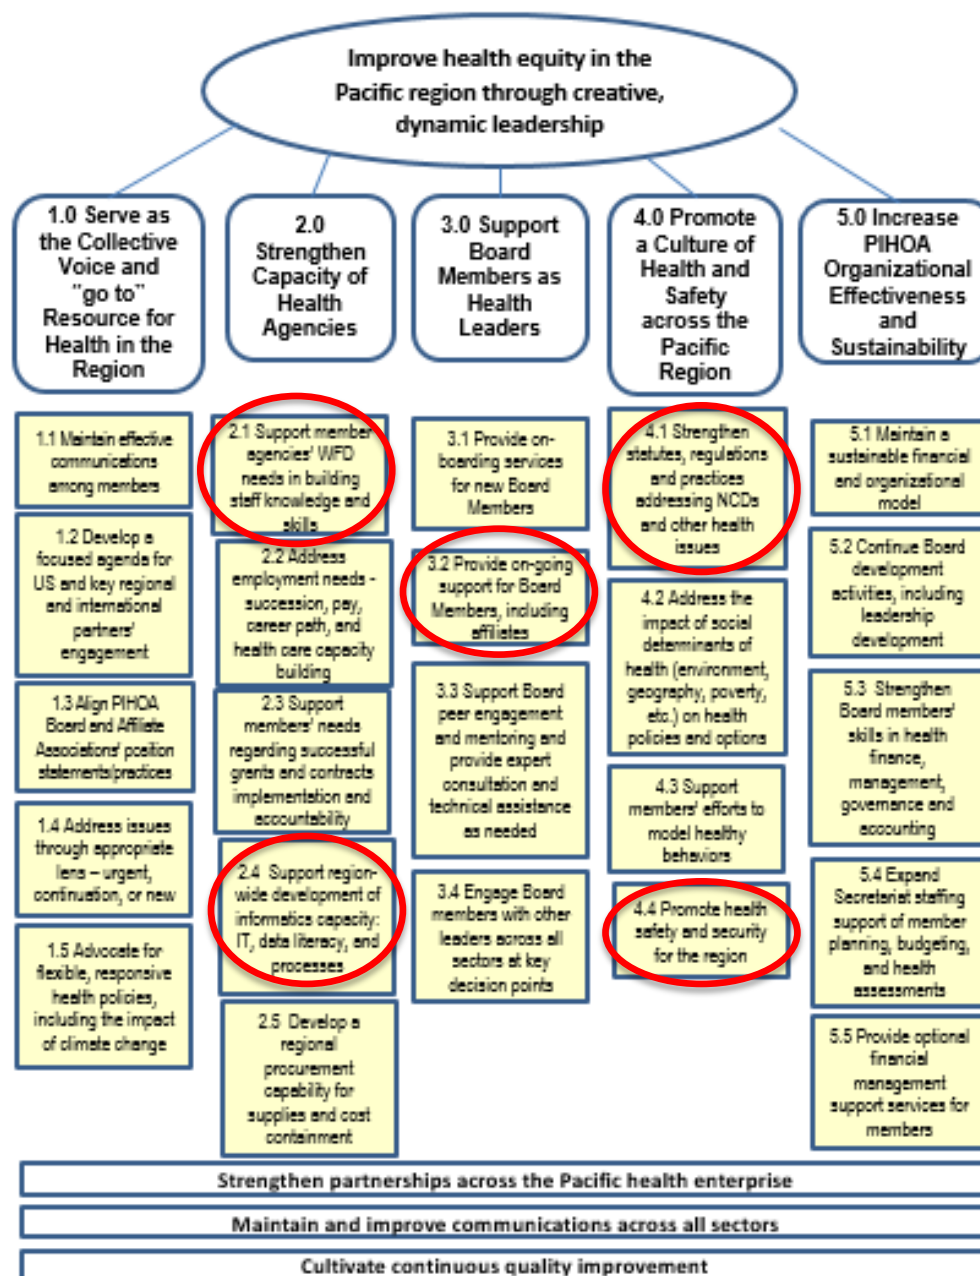 Improve health equity in the
Pacific region through creative,
dynamic leadership
1.0 Serve as
the Collective
Voice and
"go to"
Resource for
Health in the
Region
2.0
Strengthen
Capacity of
Health
Agencies
3.0 Support
Board
Members as
Health
Leaders
4.0 Promote
a Culture of
Health and
Safety
across the
Pacific
Region
5.0 Increase
PIHOA
Organizational
Effectiveness
and
Sustainability
1.1 Maintain effective
communications
among members
1.2 Develop a
focused agenda for
US and key regional
and international
partners'
engagement
1.3 Align PIHOA
Board and Affiliate
Associations' position
statements/practices
1.4 Address issues
through appropriate
lens – urgent,
continuation, or new
1.5 Advocate for
flexible, responsive
health policies,
including the impact
of climate change
2.1 Support member
agencies' WFD
needs in building
staff knowledge and
skills
2.2 Address
employment needs -
succession, pay,
career path, and
health care capacity
building
2.3 Support
members' needs
regarding successful
grants and contracts
implementation and
accountability
2.4 Support region-
wide development of
informatics capacity:
IT, data literacy, and
processes
2.5 Develop a
regional
procurement
capability for
supplies and cost
containment
3.1 Provide on-
boarding services
for new Board
Members
3.2 Provide on-going
support for Board
Members, including
affiliates
3.3 Support Board
peer engagement
and mentoring and
provide expert
consultation and
technical assistance
as needed
3.4 Engage Board
members with other
leaders across all
sectors at key
decision points
4.1 Strengthen
statutes, regulations
and practices
addressing NCDs
and other health
issues
4.2 Address the
impact of social
determinants of
health (environment,
geography, poverty,
etc.) on health
policies and options
4.3 Support
members' efforts to
model healthy
behaviors
4.4 Promote health
safety and security
for the region
5.1 Maintain a
sustainable financial
and organizational
model
5.2 Continue Board
development
activities, including
leadership
development
5.3 Strengthen
Board members'
skills in health
finance,
management,
governance and
accounting
5.4 Expand
Secretariat staffing
support of member
planning, budgeting,
and health
assessments
5.5 Provide optional
financial
management
support services for
members
Strengthen partnerships across the Pacific health enterprise
Maintain and improve communications across all sectors
Cultivate continuous quality improvement